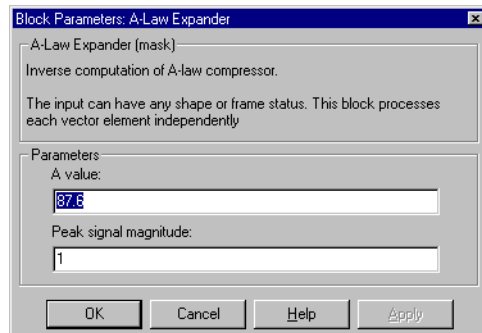 Block Parameters: A-Law Expander
A-Law Expander (mask)
Inverse computation of A-law compressor.
The input can have any shape or frame status. This block processes
each vector element independently
Parameters
A value:
87.6
Peak signal magnitude:
1
OK Cancel Help Apply